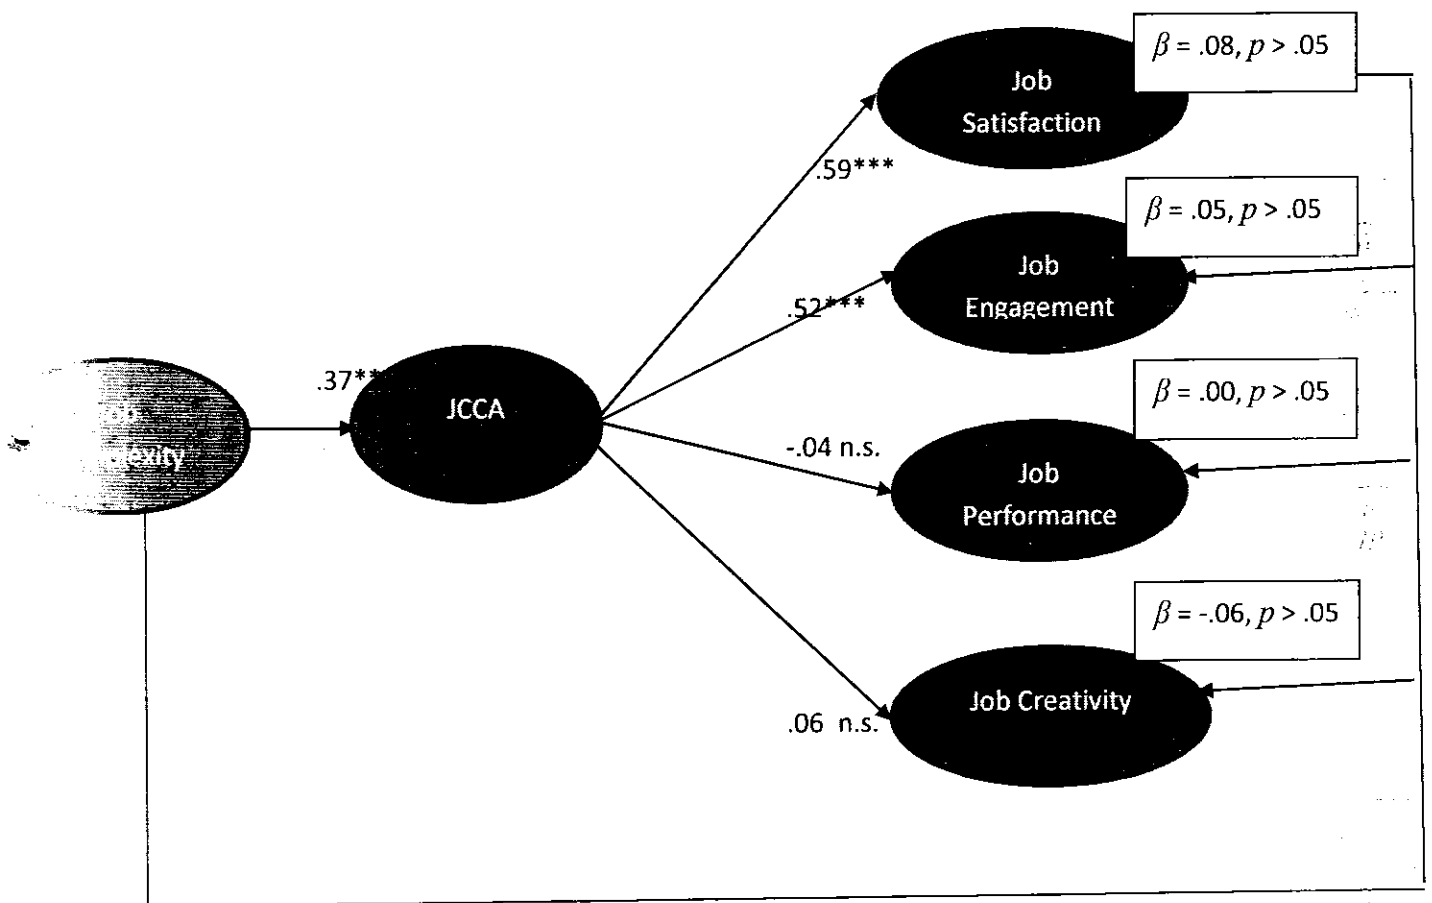 β = .08, p > .05
Job
Satisfaction
.59***
β = .05, p > .05
Job
Engagement
.52***
.37**
JCCA
β = .00, p > .05
-.04 n.s.
Job
Performance
β = -.06, p > .05
Job Creativity
.06 n.s.